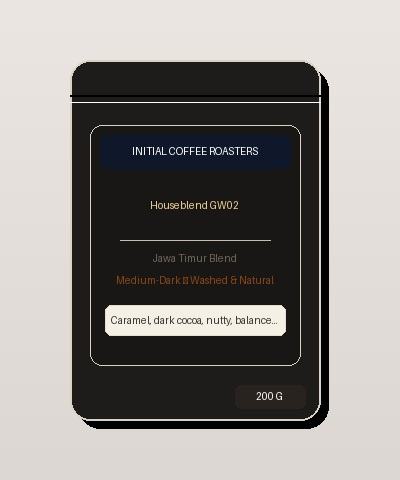 INITIAL COFFEE ROASTERS
Houseblend GW02
Jawa Timur Blend
Medium-Dark ▯ Washed & Natural
Caramel, dark cocoa, nutty, balance...
200 G